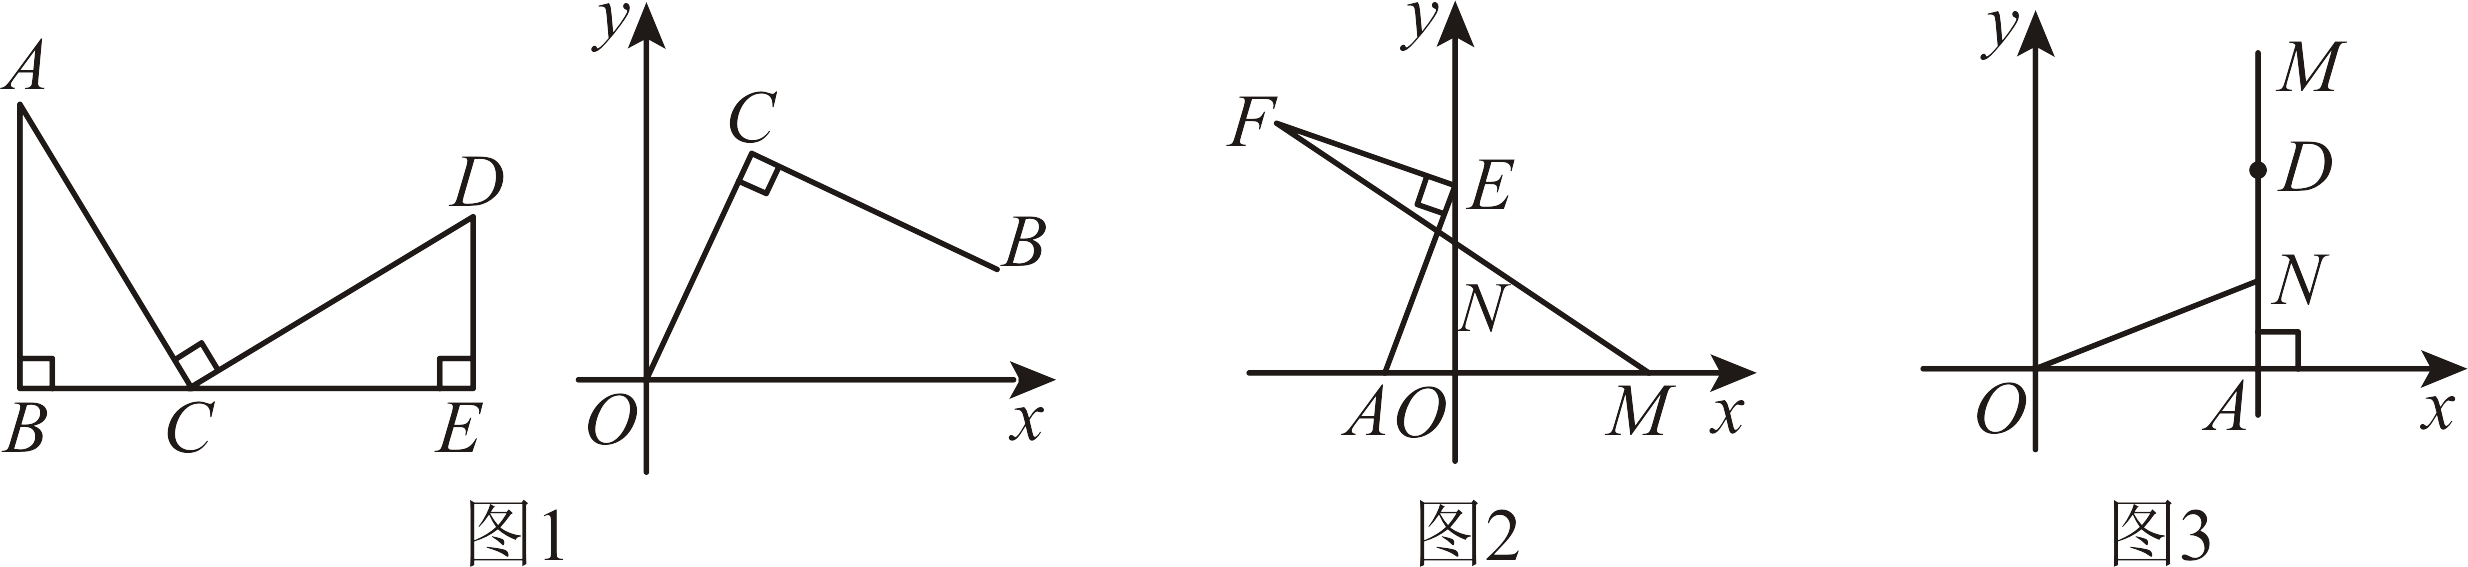 A
D
B C E
y
C
B
O
x
图1
y
F
E
N
A O M x
图2
y
M
D
N
O A x
图3